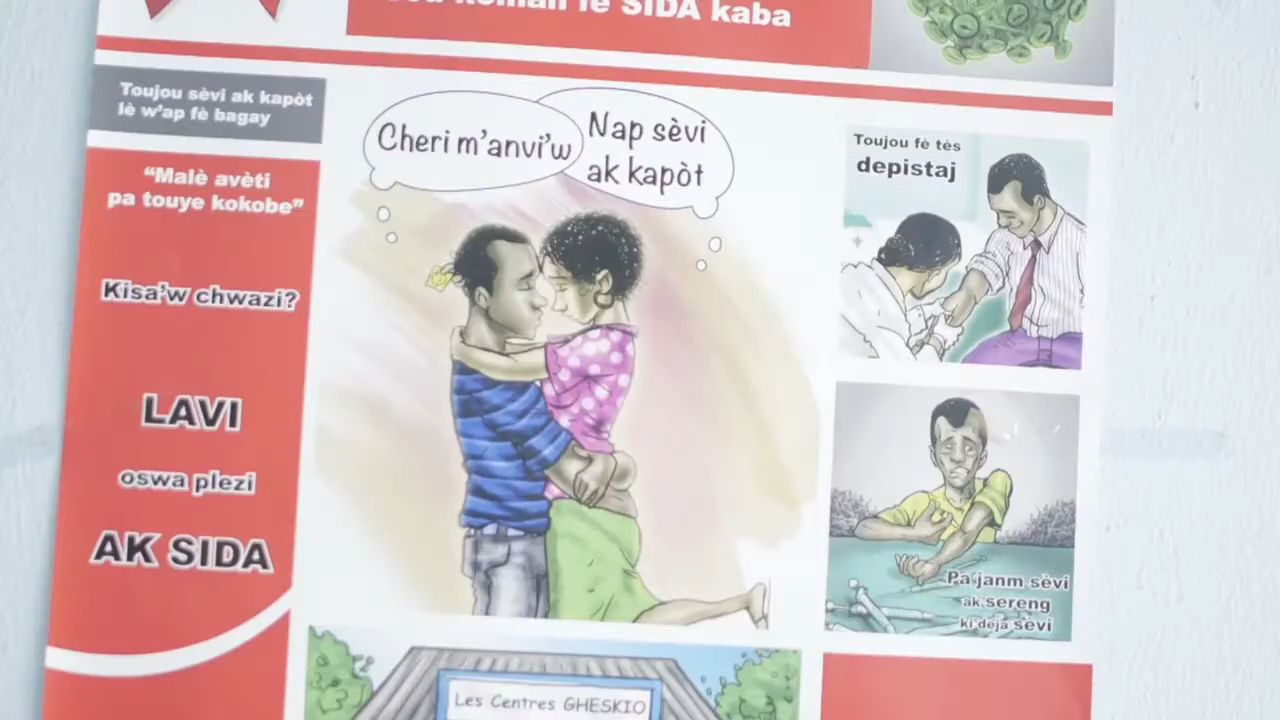 koman fè SIDA kaba
Toujou sèvi ak kapòt
lè w'ap fè bagay
"Malè avèti
pa touye kokobe"
Kisa'w chwazi?
LAVI
oswa plezi
AK SIDA
Cheri m'anvi'w
Nap sèvi
ak kapòt
Toujou fè tès
depistaj
Pa janm sèvi
ak sereng
ki deja sèvi
Les Centres GHESKIO